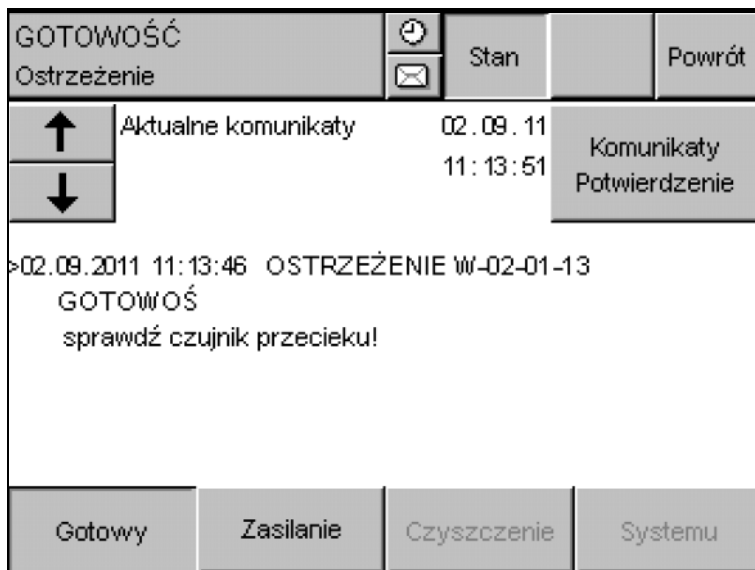 GOTOWOŚĆ
Ostrzeżenie
Stan
Powrót
Aktualne komunikaty
02.09.11
11:13:51
Komunikaty
Potwierdzenie
>02.09.2011 11:13:46 OSTRZEŻENIE W-02-01-13
GOTOWOŚ
sprawdź czujnik przecieku!
Gotowy
Zasilanie
Czyszczenie
Systemu